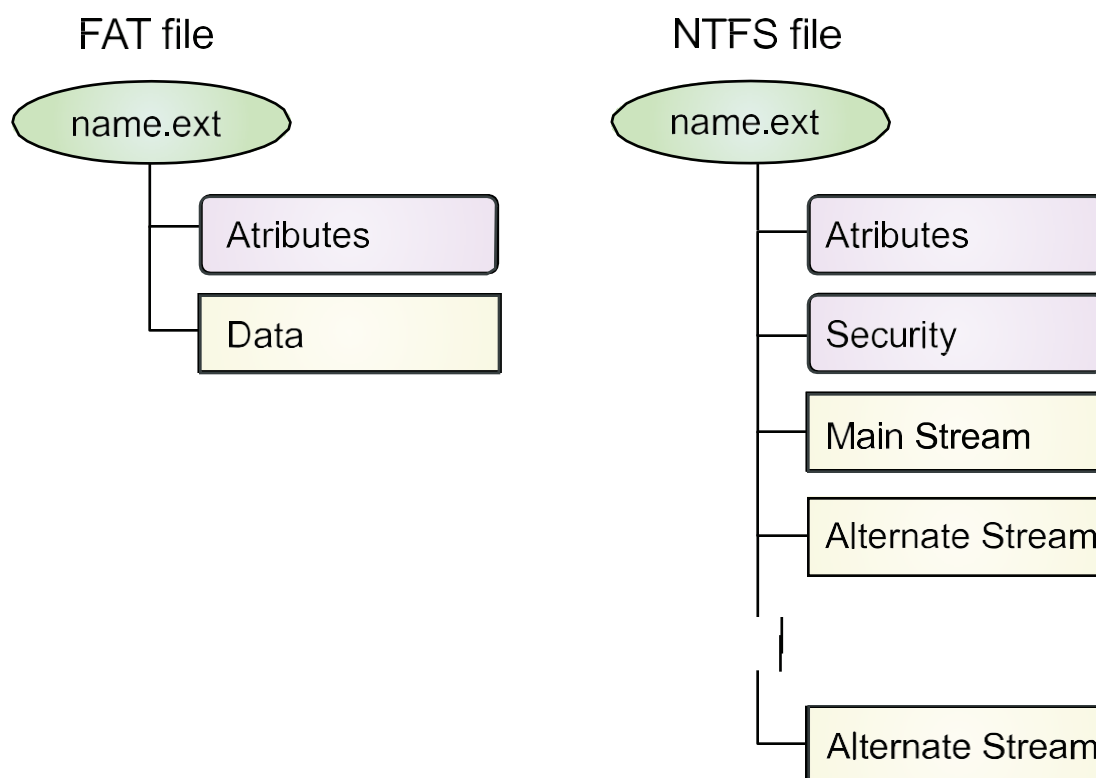 FAT file
name.ext
Atributes
Data
NTFS file
name.ext
Atributes
Security
Main Stream
Alternate Stream
Alternate Stream